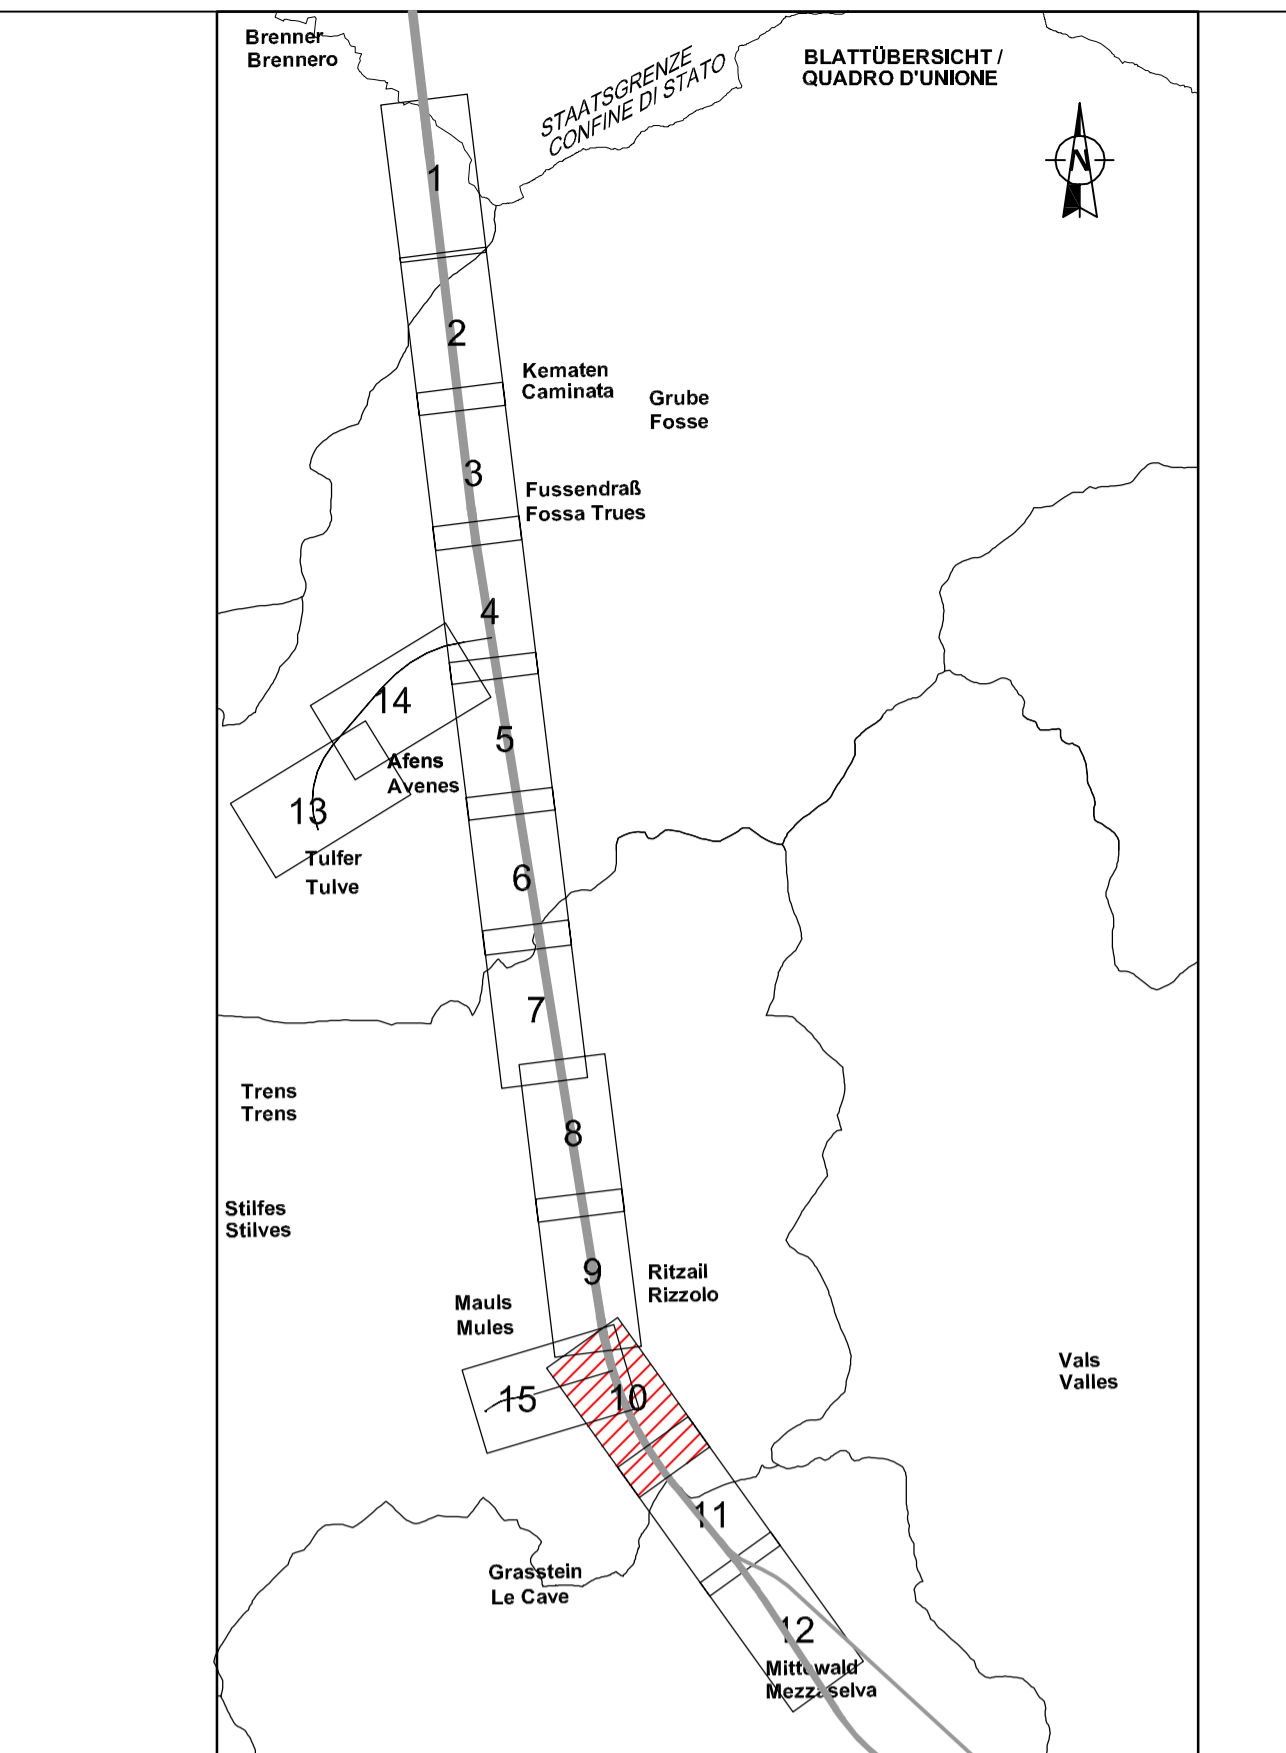 Brenner
Brennero
STAATSGRENZE
CONFINE DI STATO
BLATTÜBERSICHT /
QUADRO D'UNIONE
N
1
2
Kematen
Caminata
Grube
Fosse
3
Fussendraß
Fossa Trues
4
14
5
Afens
Avenes
13
Tulfer
Tulve
6
7
Trens
Trens
8
Stilfes
Stilves
9
Ritzail
Rizzolo
Mauls
Mules
15
10
Vals
Valles
11
Grasstein
Le Cave
12
Mittewald
Mezzaselva